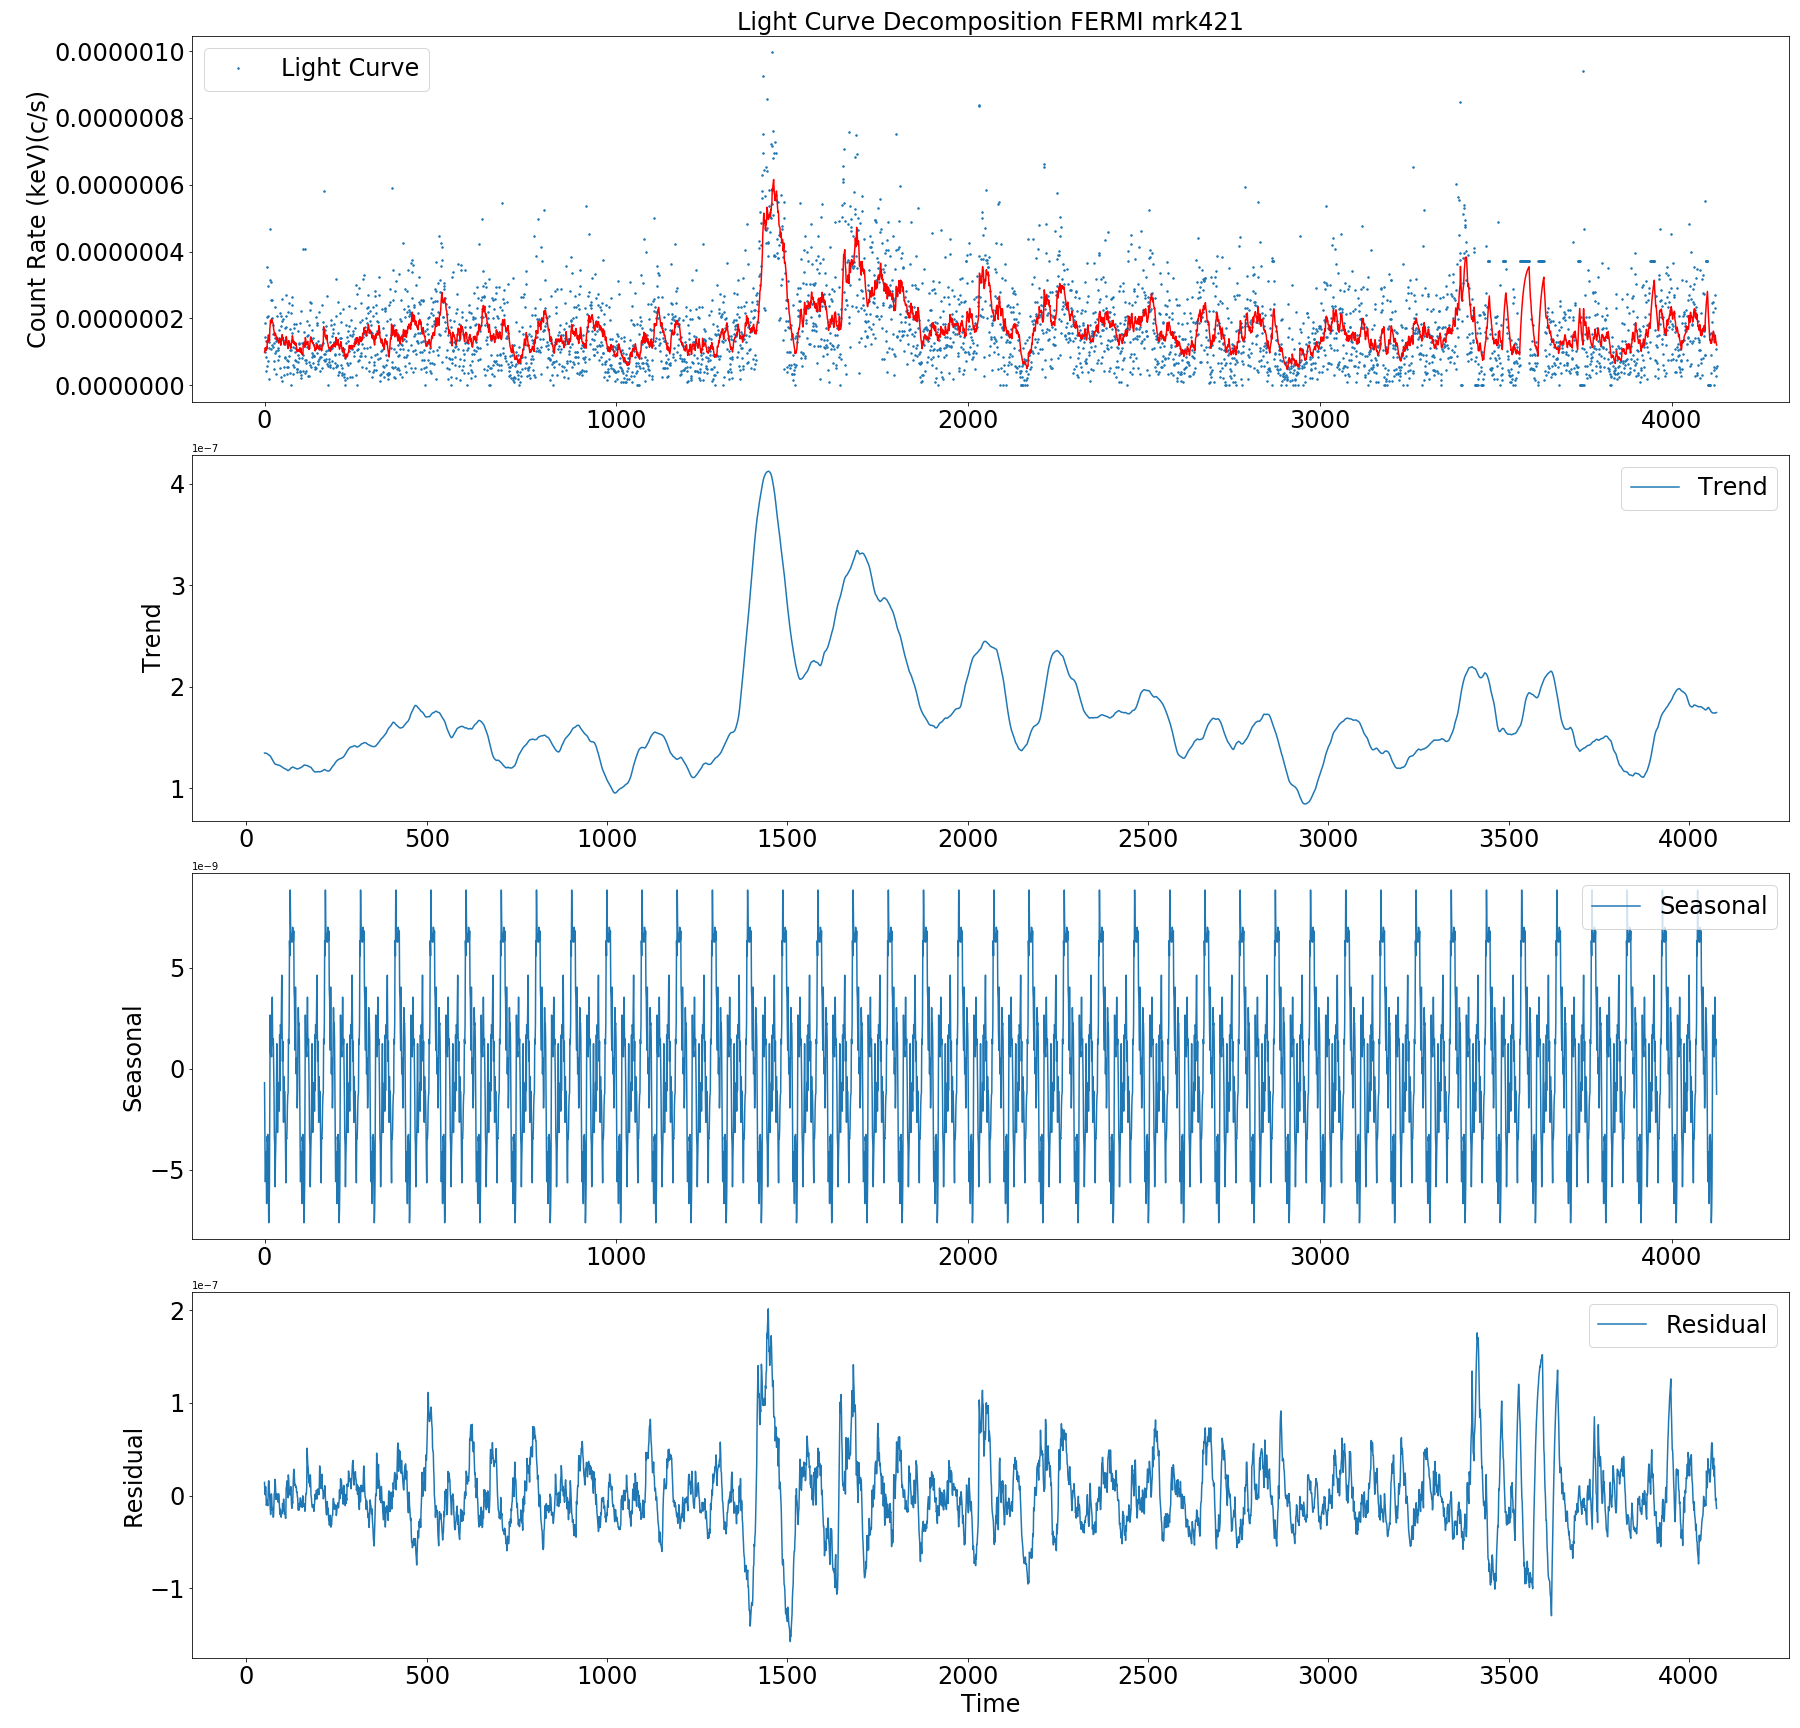 Light Curve Decomposition FERMI mrk421
Light Curve
Count Rate (keV)(c/s)
0.0000010
0.0000008
0.0000006
0.0000004
0.0000002
0.0000000
0 1000 2000 3000 4000
1e−7
Trend
Trend
4
3
2
1
0 500 1000 1500 2000 2500 3000 3500 4000
1e−9
Seasonal
Seasonal
5
0
−5
0 1000 2000 3000 4000
1e−7
Residual
Residual
2
1
0
−1
0 500 1000 1500 2000 2500 3000 3500 4000
Time